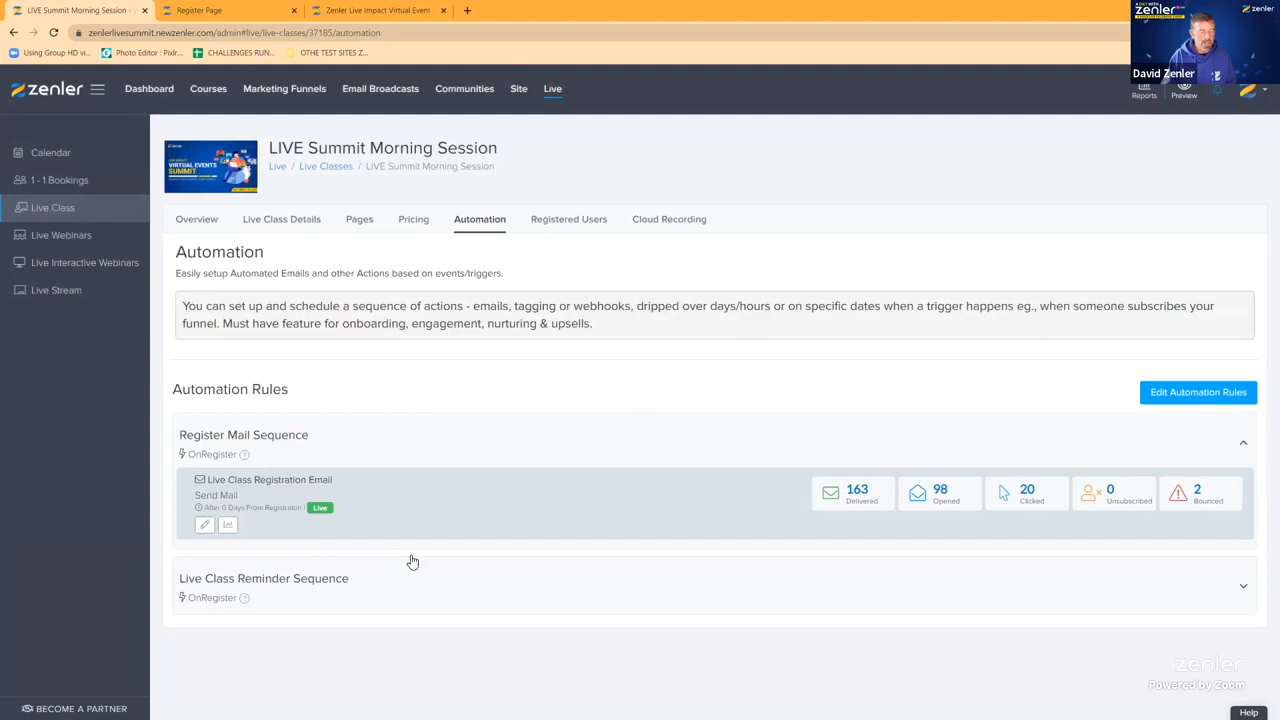 LIVE Summit Morning Session -
Register Page
Zenler Live Impact Virtual Event
zenlerlivesummit.newzenler.com/admin#live/live-classes/37185/automation
Using Group HD vi...
Photo Editor : Pixlr...
CHALLENGES RUN...
OTHE TEST SITES Z...
A DAY WITH
zenler
zenler
David Zenler
zenler
Dashboard
Courses
Marketing Funnels
Email Broadcasts
Communities
Site
Live
Reports
Preview
Calendar
1 - 1 Bookings
Live Class
Live Webinars
Live Interactive Webinars
Live Stream
BECOME A PARTNER
VIRTUAL EVENTS
SUMMIT
LIVE Summit Morning Session
Live / Live Classes / LIVE Summit Morning Session
Overview
Live Class Details
Pages
Pricing
Automation
Registered Users
Cloud Recording
Automation
Easily setup Automated Emails and other Actions based on events/triggers.
You can set up and schedule a sequence of actions - emails, tagging or webhooks, dripped over days/hours or on specific dates when a trigger happens eg., when someone subscribes your
funnel. Must have feature for onboarding, engagement, nurturing & upsells.
Automation Rules
Edit Automation Rules
Register Mail Sequence
OnRegister
Live Class Registration Email
Send Mail
After 0 Days From Registraton |
Live
163
Delivered
98
Opened
20
Clicked
0
Unsubscribed
2
Bounced
Live Class Reminder Sequence
OnRegister
zenler
Powered by Zoom
Help